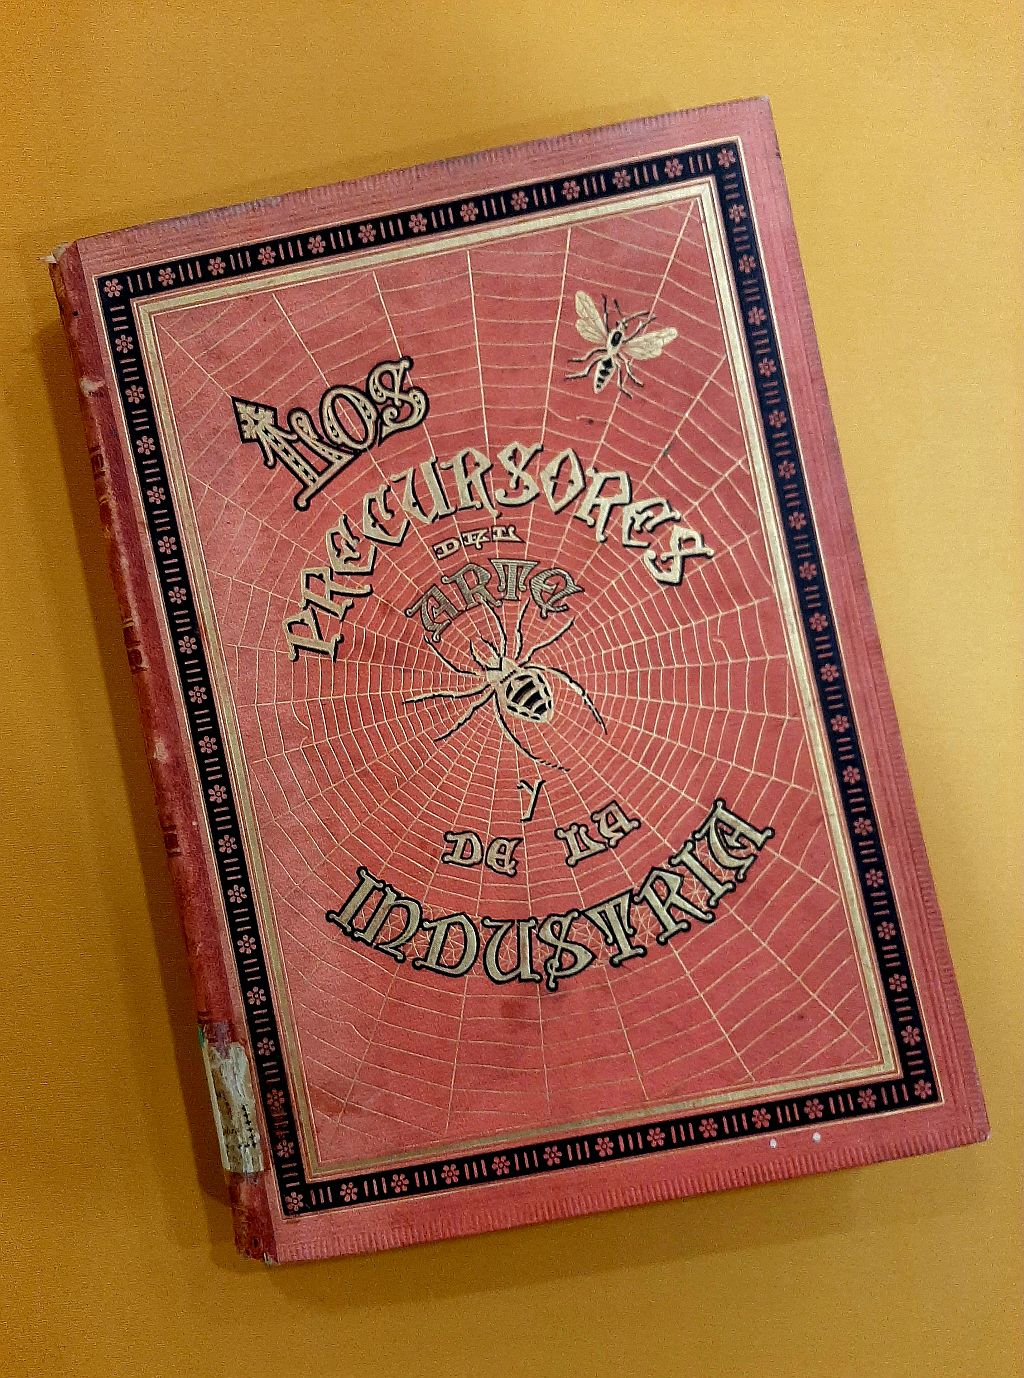 LOS
PRECURSORES
DEL
ARTE
Y
DE LA
INDUSTRIA